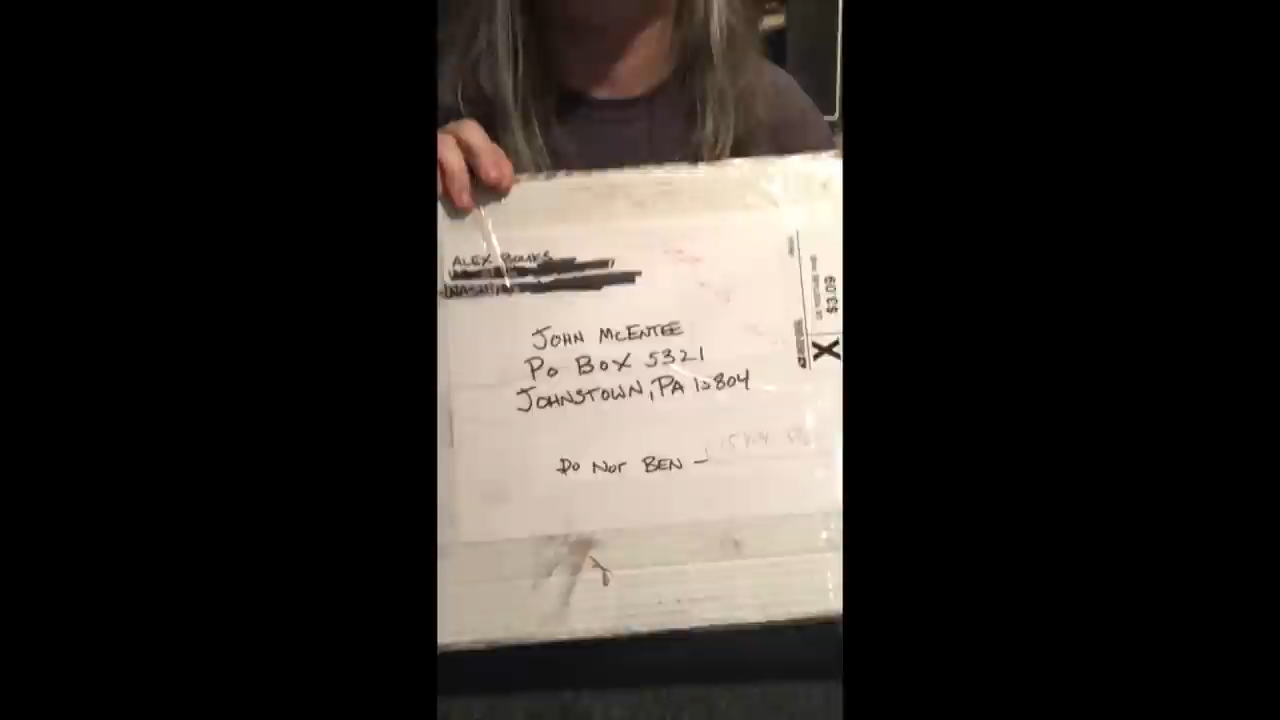 ALEX
JOHN MCENTEE
PO BOX 5321
JOHNSTOWN, PA 15804
DO NOT BEN -
$3.09
X